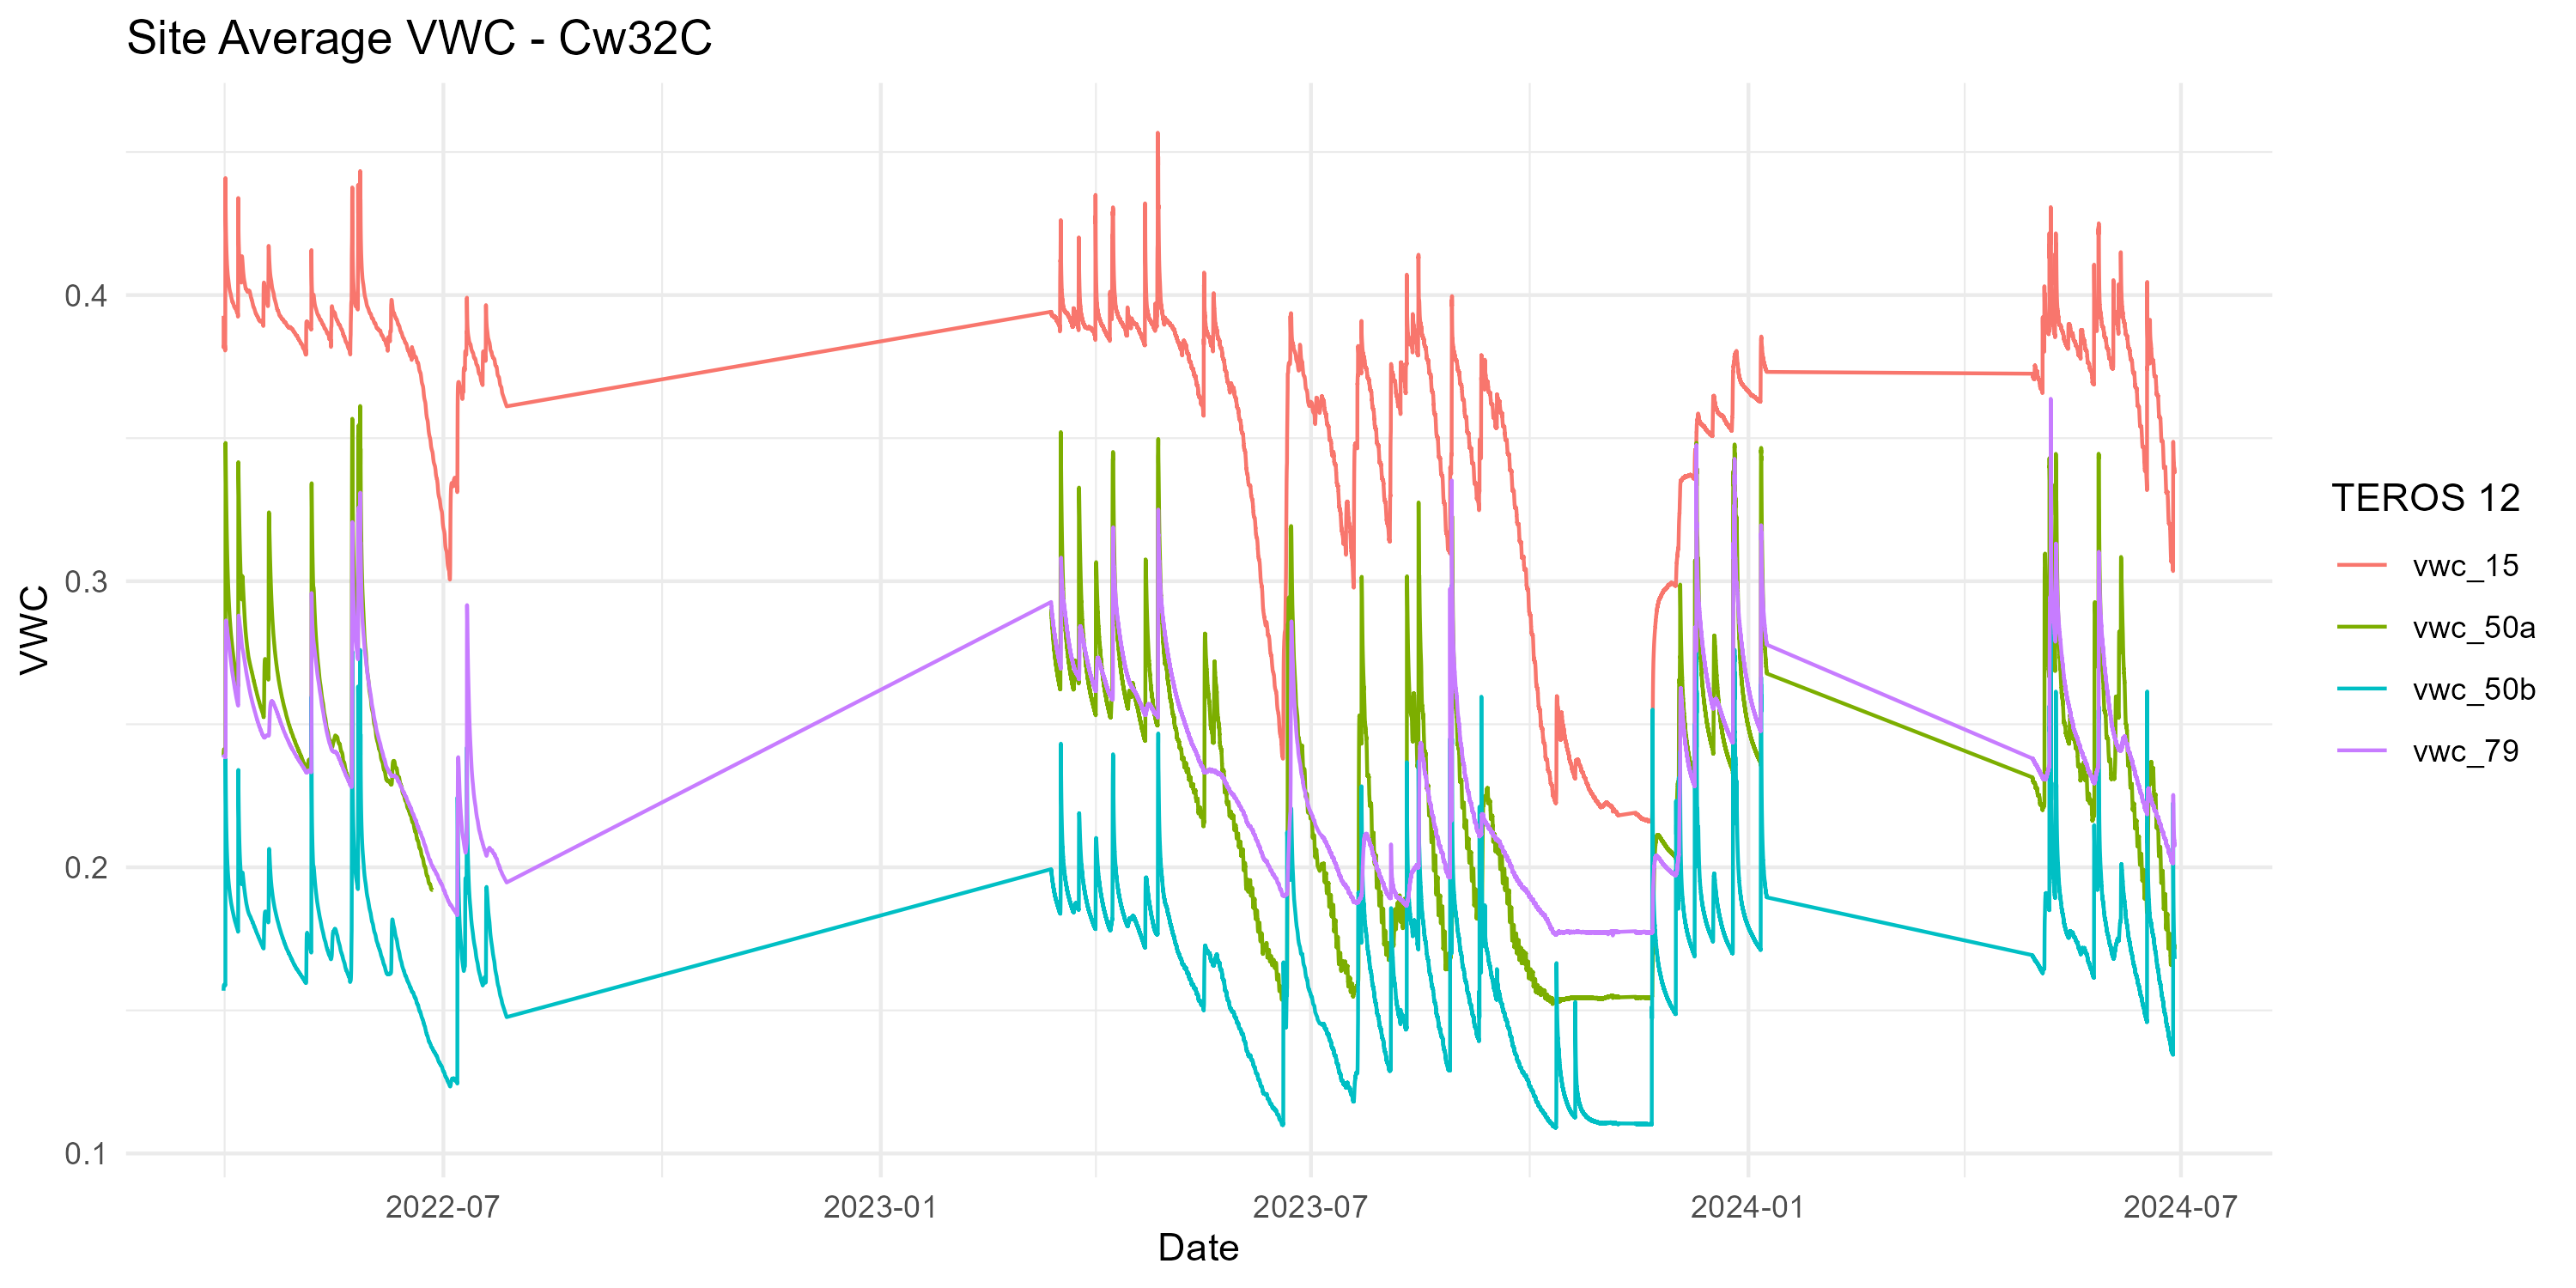 Site Average VWC - Cw32C
VWC
0.4
0.3
0.2
0.1
2022-07
2023-01
2023-07
2024-01
2024-07
Date
TEROS 12
vwc_15
vwc_50a
vwc_50b
vwc_79